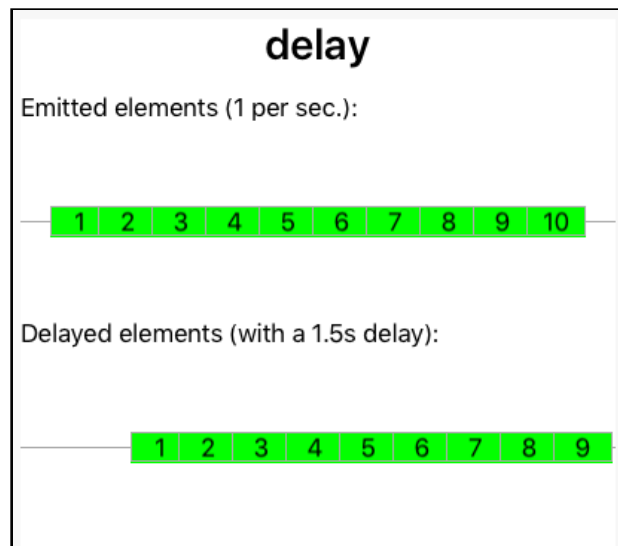 delay
Emitted elements (1 per sec.):
1 2 3 4 5 6 7 8 9 10
Delayed elements (with a 1.5s delay):
1 2 3 4 5 6 7 8 9